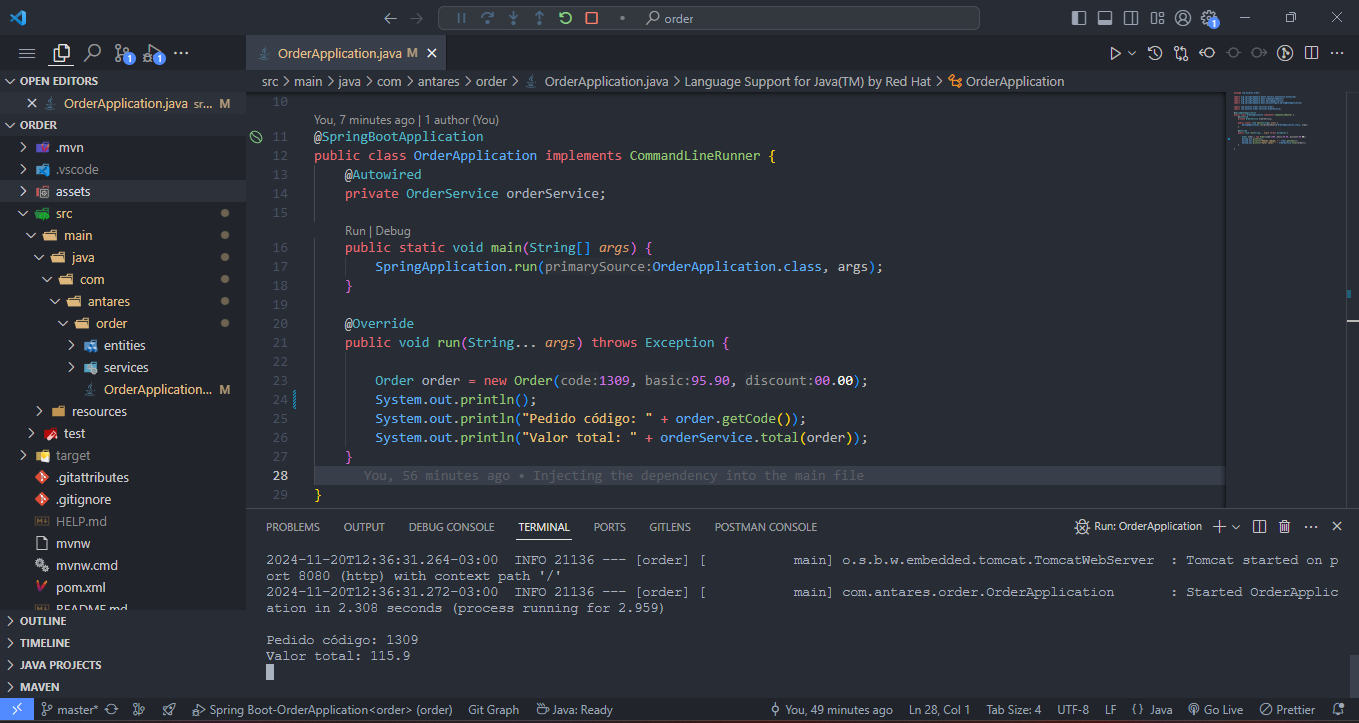 order
1
1
1
OrderApplication.java M
OPEN EDITORS
OrderApplication.java sr... M
ORDER
.mvn
.vscode
assets
src
main
java
com
antares
order
entities
services
OrderApplication... M
resources
test
target
.gitattributes
.gitignore
HELP.md
mvnw
mvnw.cmd
pom.xml
README.md
OUTLINE
TIMELINE
JAVA PROJECTS
MAVEN
src > main > java > com > antares > order > OrderApplication.java > Language Support for Java(TM) by Red Hat > OrderApplication
10
You, 7 minutes ago | 1 author (You)
11 @SpringBootApplication
12 public class OrderApplication implements CommandLineRunner {
13 @Autowired
14 private OrderService orderService;
15
Run | Debug
16 public static void main(String[] args) {
17 SpringApplication.run(primarySource:OrderApplication.class, args);
18 }
19
20 @Override
21 public void run(String... args) throws Exception {
22
23 Order order = new Order(code:1309, basic:95.90, discount:00.00);
24 System.out.println();
25 System.out.println("Pedido código: " + order.getCode());
26 System.out.println("Valor total: " + orderService.total(order));
27 }
28 You, 56 minutes ago • Injecting the dependency into the main file
29 }
PROBLEMS OUTPUT DEBUG CONSOLE TERMINAL PORTS GITLENS POSTMAN CONSOLE
Run: OrderApplication
2024-11-20T12:36:31.264-03:00 INFO 21136 --- [order] [ main] o.s.b.w.embedded.tomcat.TomcatWebServer : Tomcat started on p
ort 8080 (http) with context path '/'
2024-11-20T12:36:31.272-03:00 INFO 21136 --- [order] [ main] com.antares.order.OrderApplication : Started OrderApplic
ation in 2.308 seconds (process running for 2.959)
Pedido código: 1309
Valor total: 115.9
master* Spring Boot-OrderApplication<order> (order) Git Graph Java: Ready You, 49 minutes ago Ln 28, Col 1 Tab Size: 4 UTF-8 LF {} Java Go Live Prettier